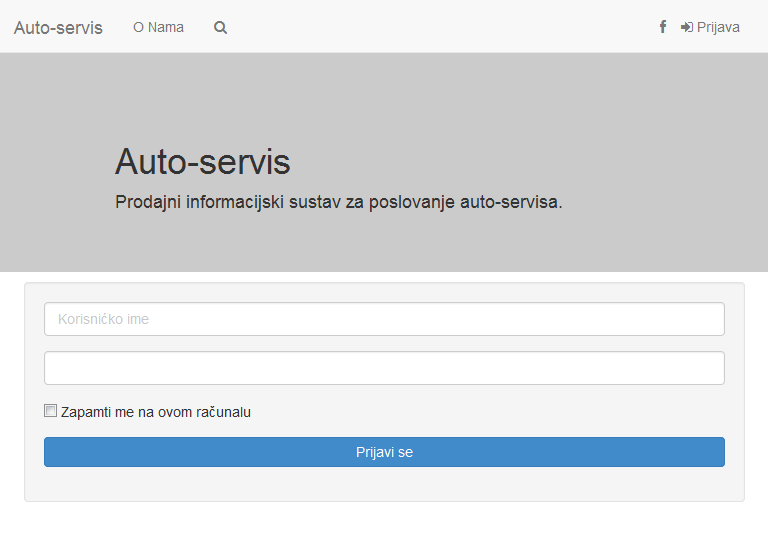 Auto-servis O Nama Prijava
Auto-servis
Prodajni informacijski sustav za poslovanje auto-servisa.
Korisničko ime
Zapamti me na ovom računalu
Prijavi se